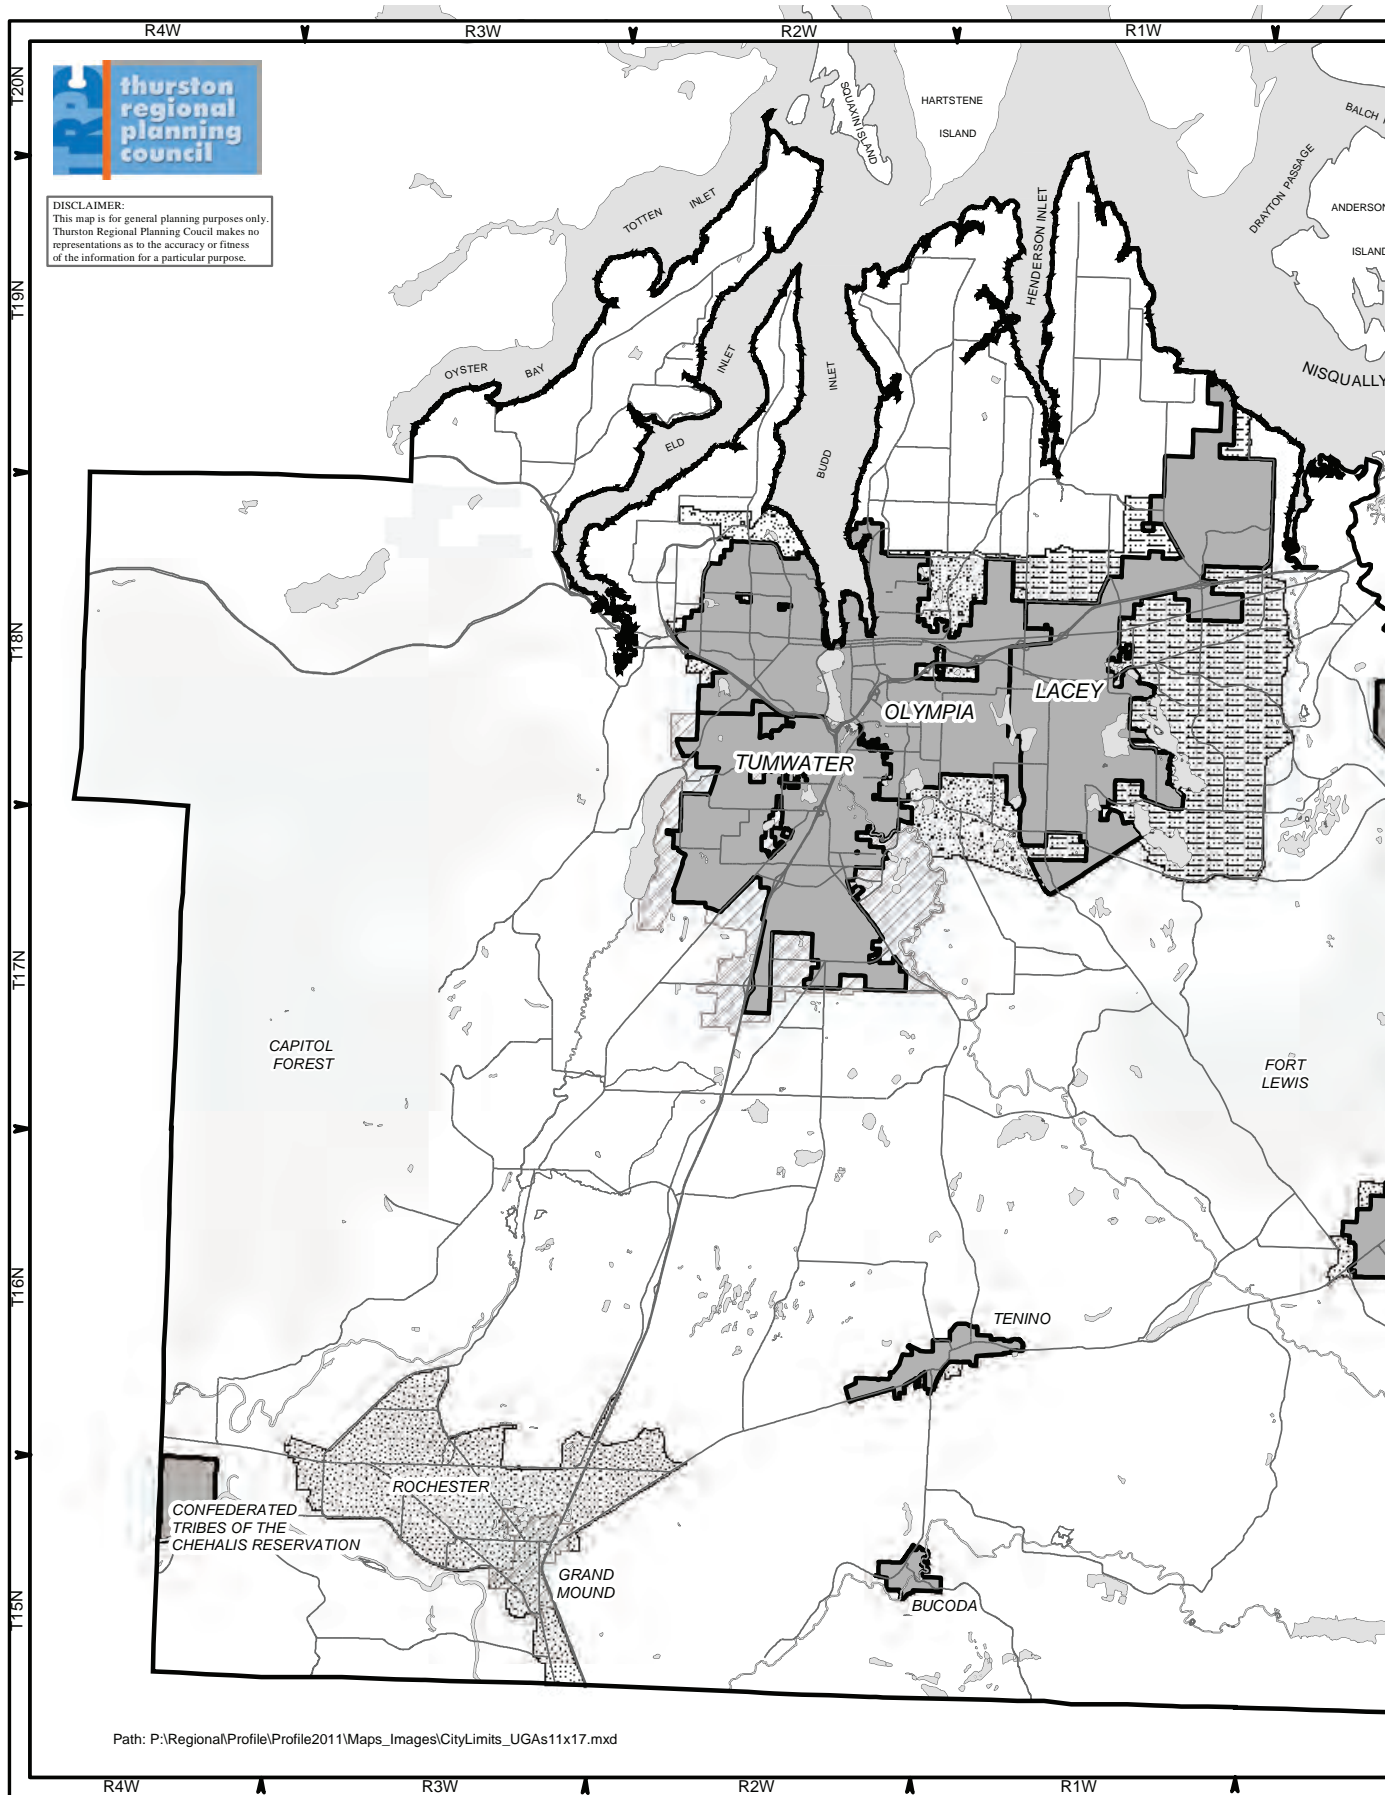 R4W
R3W
R2W
R1W
T20N
TRPC
thurston
regional
planning
council
DISCLAIMER:
This map is for general planning purposes only.
Thurston Regional Planning Coucil makes no
representations as to the accuracy or fitness
of the information for a particular purpose.
SQUAXIN ISLAND
HARTSTENE
ISLAND
BALCH
DRAYTON PASSAGE
ANDERSON
ISLAND
TOTTEN INLET
HENDERSON INLET
T19N
OYSTER BAY
INLET
ELD
INLET
BUDD
NISQUALLY
T18N
LACEY
OLYMPIA
TUMWATER
T17N
CAPITOL
FOREST
FORT
LEWIS
T16N
TENINO
ROCHESTER
CONFEDERATED
TRIBES OF THE
CHEHALIS RESERVATION
GRAND
MOUND
BUCODA
T15N
Path: P:\Regional\Profile\Profile2011\Maps_Images\CityLimits_UGAs11x17.mxd
R4W
R3W
R2W
R1W